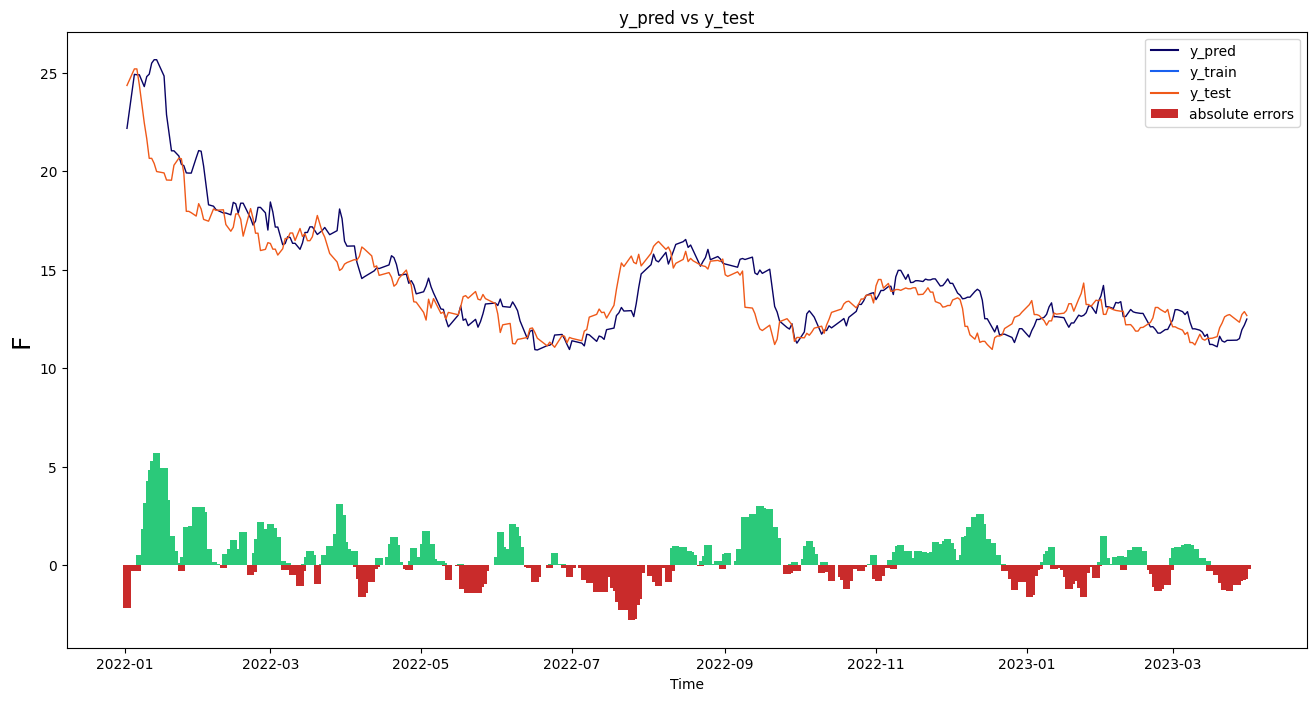 y_pred vs y_test
y_pred
y_train
y_test
absolute errors
25
20
15
10
5
0
F
2022-01 2022-03 2022-05 2022-07 2022-09 2022-11 2023-01 2023-03
Time